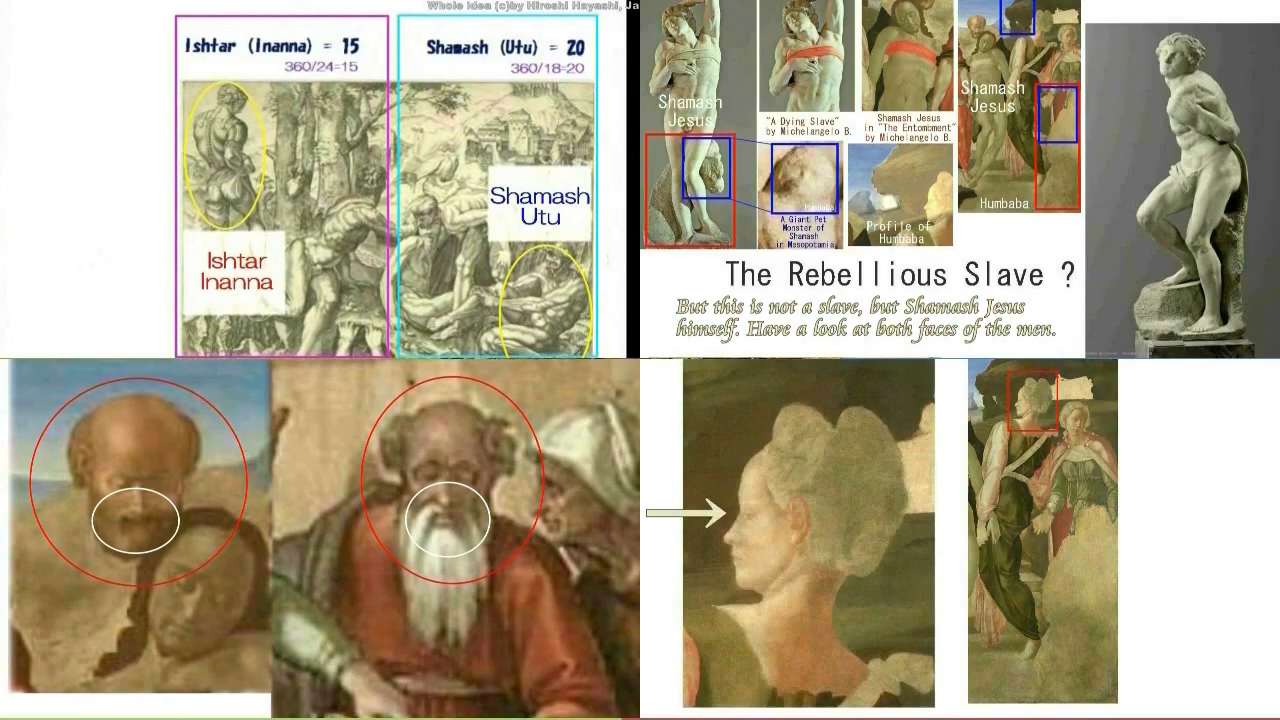 Whole idea (c)by Hiroshi Hayashi, Ja
Ishtar (Inanna) = 15
360/24=15
Shamash (Utu) = 20
360/18=20
Shamash
Utu
Ishtar
Inanna
Shamash
Jesus
"A Dying Slave"
by Michelangelo B.
Shamash Jesus
in "The Entombment"
by Michelangelo B.
Shamash
Jesus
Humbaba
A Giant Pet
Monster of
Shamash
in Mesopotamia
Profile of
Humbaba
Humbaba
The Rebellious Slave ?
But this is not a slave, but Shamash Jesus
himself. Have a look at both faces of the men.